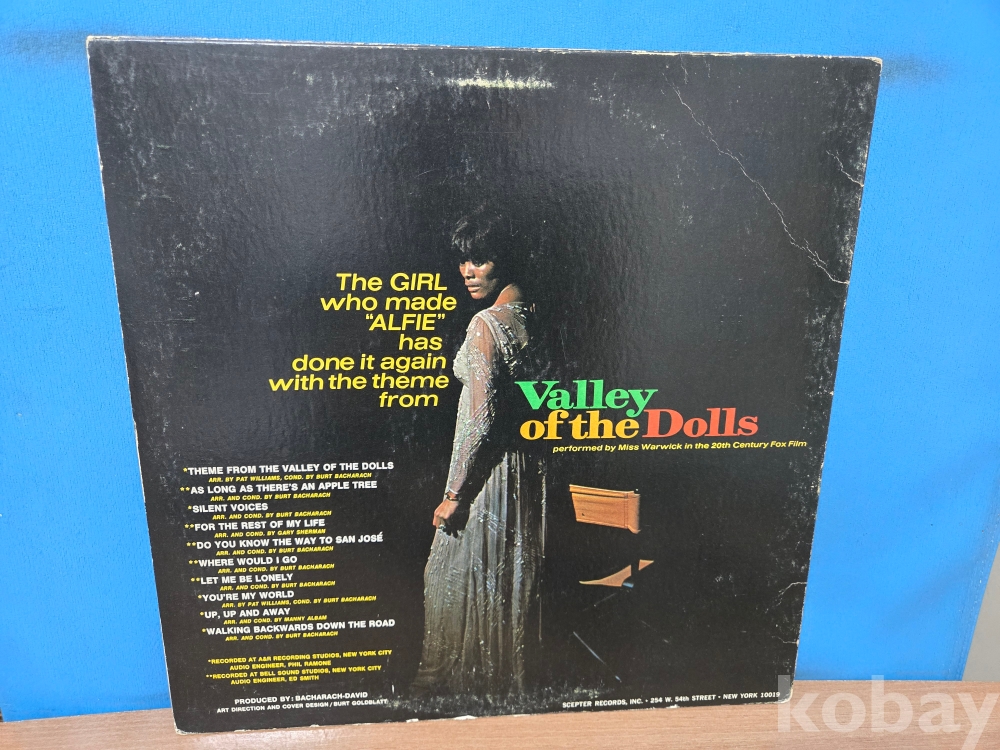 The GIRL
who made
"ALFIE"
has
done it again
with the theme
from
Valley
of the Dolls
performed by Miss Warwick in the 20th Century Fox Film
*THEME FROM THE VALLEY OF THE DOLLS
ARR. BY PAT WILLIAMS, COND. BY BURT BACHARACH
**AS LONG AS THERE'S AN APPLE TREE
ARR. AND COND. BY BURT BACHARACH
*SILENT VOICES
ARR. AND COND. BY BURT BACHARACH
**FOR THE REST OF MY LIFE
ARR. AND COND. BY GARY SHERMAN
**DO YOU KNOW THE WAY TO SAN JOSÉ
ARR. AND COND. BY BURT BACHARACH
**WHERE WOULD I GO
ARR. AND COND. BY BURT BACHARACH
**LET ME BE LONELY
ARR. AND COND. BY BURT BACHARACH
*YOU'RE MY WORLD
ARR. BY PAT WILLIAMS, COND. BY BURT BACHARACH
*UP, UP AND AWAY
ARR. AND COND. BY MANNY ALBAM
*WALKING BACKWARDS DOWN THE ROAD
ARR. AND COND. BY BURT BACHARACH
*RECORDED AT A&R RECORDING STUDIOS, NEW YORK CITY
AUDIO ENGINEER, PHIL RAMONE
**RECORDED AT BELL SOUND STUDIOS, NEW YORK CITY
AUDIO ENGINEER, ED SMITH
PRODUCED BY: BACHARACH-DAVID
ART DIRECTION AND COVER DESIGN / BURT GOLDBLATT
SCEPTER RECORDS, INC. • 254 W. 54th STREET • NEW YORK 10019
kobay